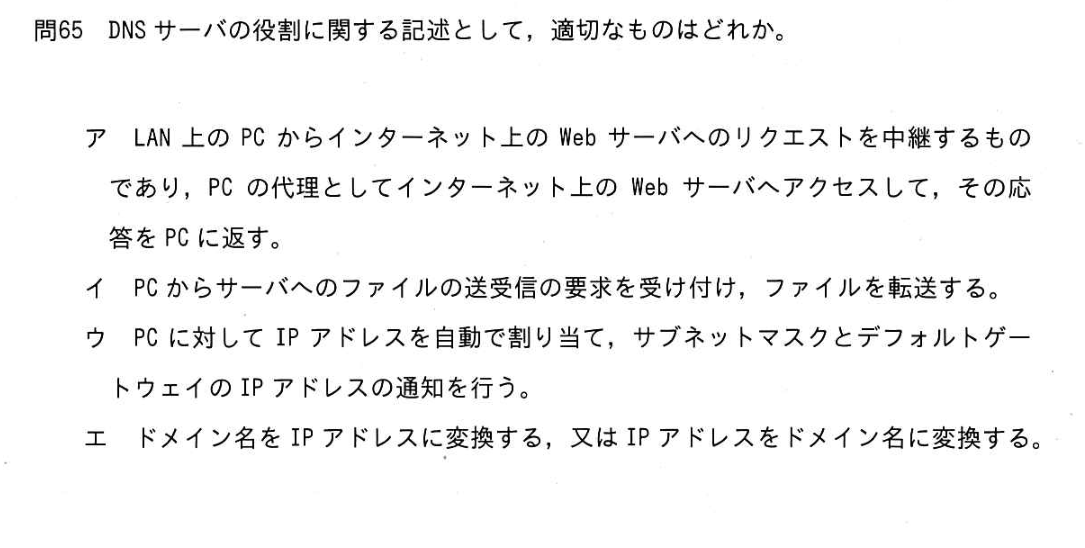 問65　DNS サーバの役割に関する記述として，適切なものはどれか。
ア　LAN 上の PC からインターネット上の Web サーバへのリクエストを中継するもの
であり，PC の代理としてインターネット上の Web サーバへアクセスして，その応
答を PC に返す。
イ　PC からサーバへのファイルの送受信の要求を受け付け，ファイルを転送する。
ウ　PC に対して IP アドレスを自動で割り当て，サブネットマスクとデフォルトゲー
トウェイの IP アドレスの通知を行う。
エ　ドメイン名を IP アドレスに変換する，又は IP アドレスをドメイン名に変換する。